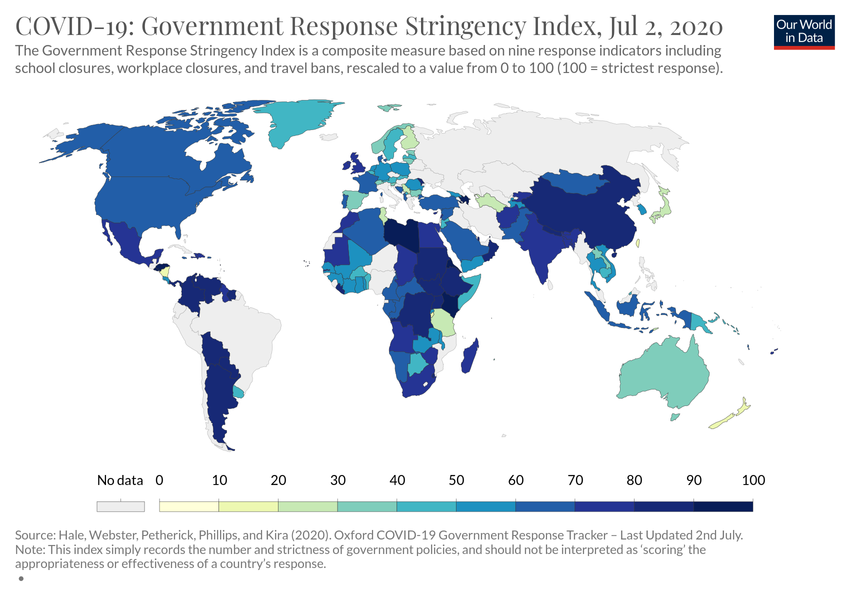 COVID-19: Government Response Stringency Index, Jul 2, 2020
Our World
in Data
The Government Response Stringency Index is a composite measure based on nine response indicators including
school closures, workplace closures, and travel bans, rescaled to a value from 0 to 100 (100 = strictest response).
No data 0 10 20 30 40 50 60 70 80 90 100
Source: Hale, Webster, Petherick, Phillips, and Kira (2020). Oxford COVID-19 Government Response Tracker – Last Updated 2nd July.
Note: This index simply records the number and strictness of government policies, and should not be interpreted as ‘scoring’ the
appropriateness or effectiveness of a country’s response.